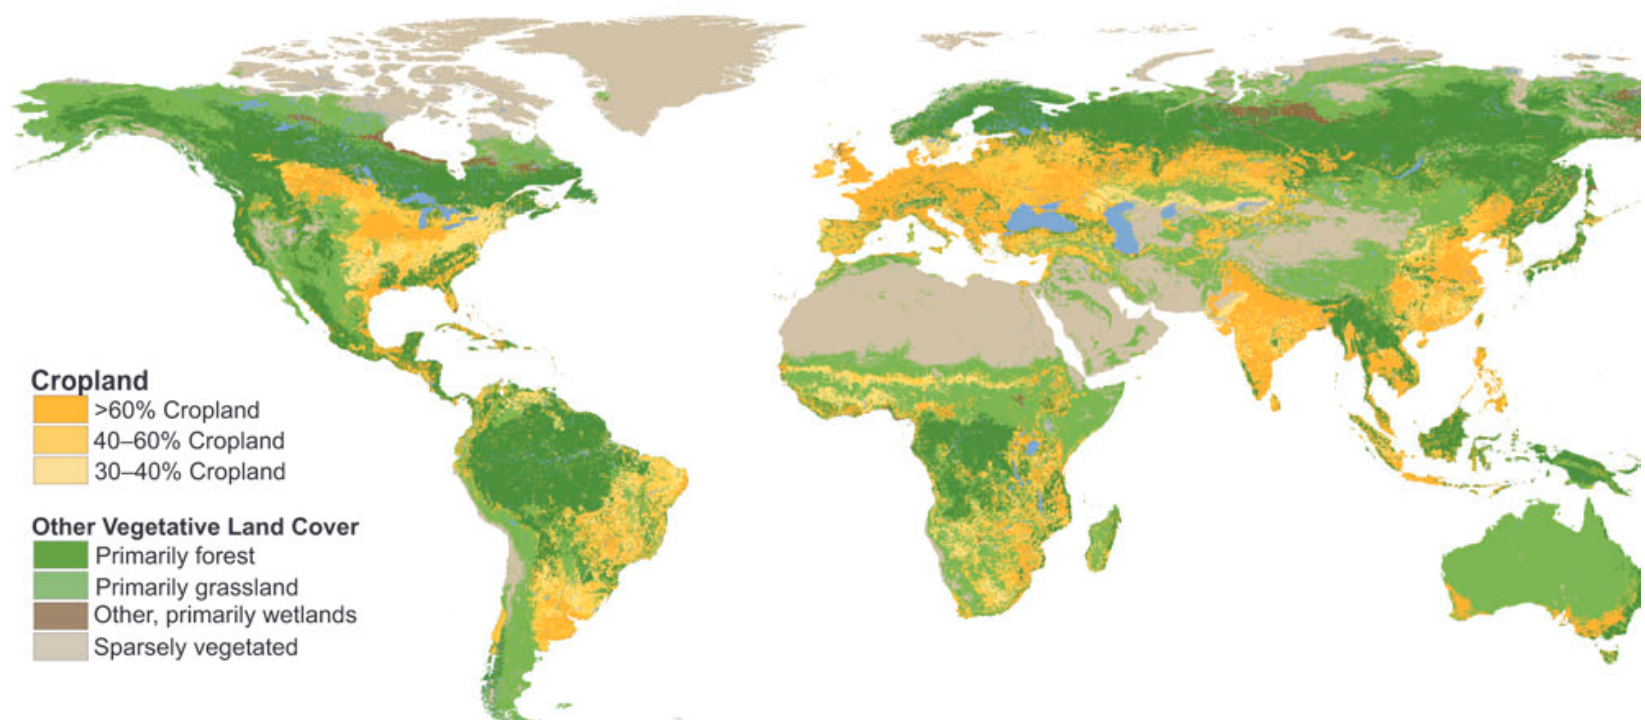 Cropland
>60% Cropland
40–60% Cropland
30–40% Cropland
Other Vegetative Land Cover
Primarily forest
Primarily grassland
Other, primarily wetlands
Sparsely vegetated